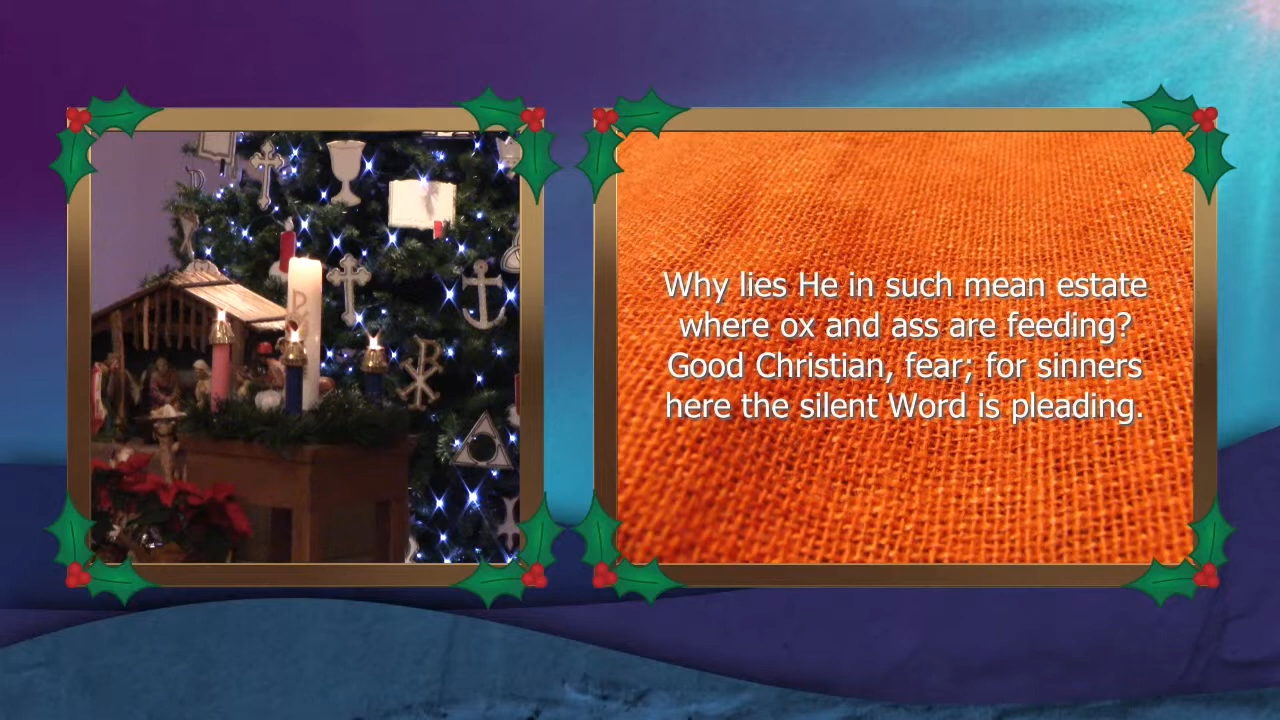 Why lies He in such mean estate
where ox and ass are feeding?
Good Christian, fear; for sinners
here the silent Word is pleading.